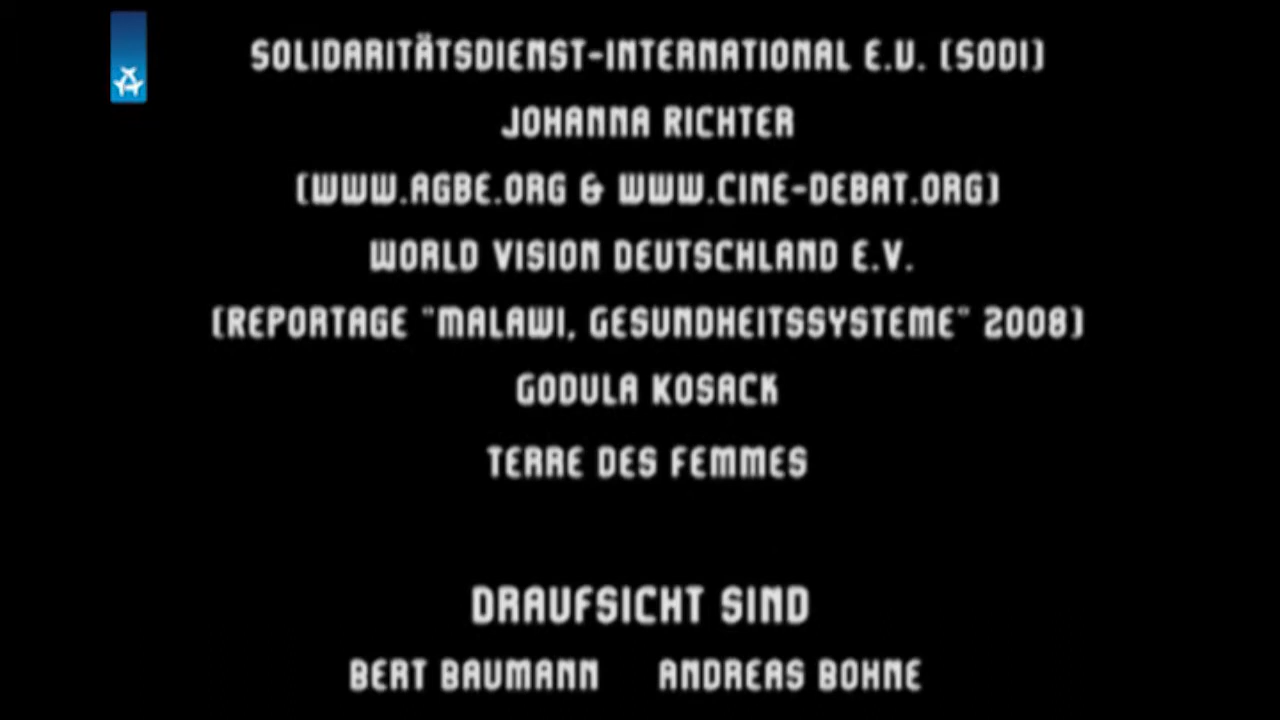 SOLIDARITÄTSDIENST-INTERNATIONAL E.V. (SODI)
JOHANNA RICHTER
(WWW.AGBE.ORG & WWW.CINE-DEBAT.ORG)
WORLD VISION DEUTSCHLAND E.V.
(REPORTAGE "MALAWI, GESUNDHEITSSYSTEME" 2008)
GODULA KOSACK
TERRE DES FEMMES
DRAUFSICHT SIND
BERT BAUMANN ANDREAS BOHNE